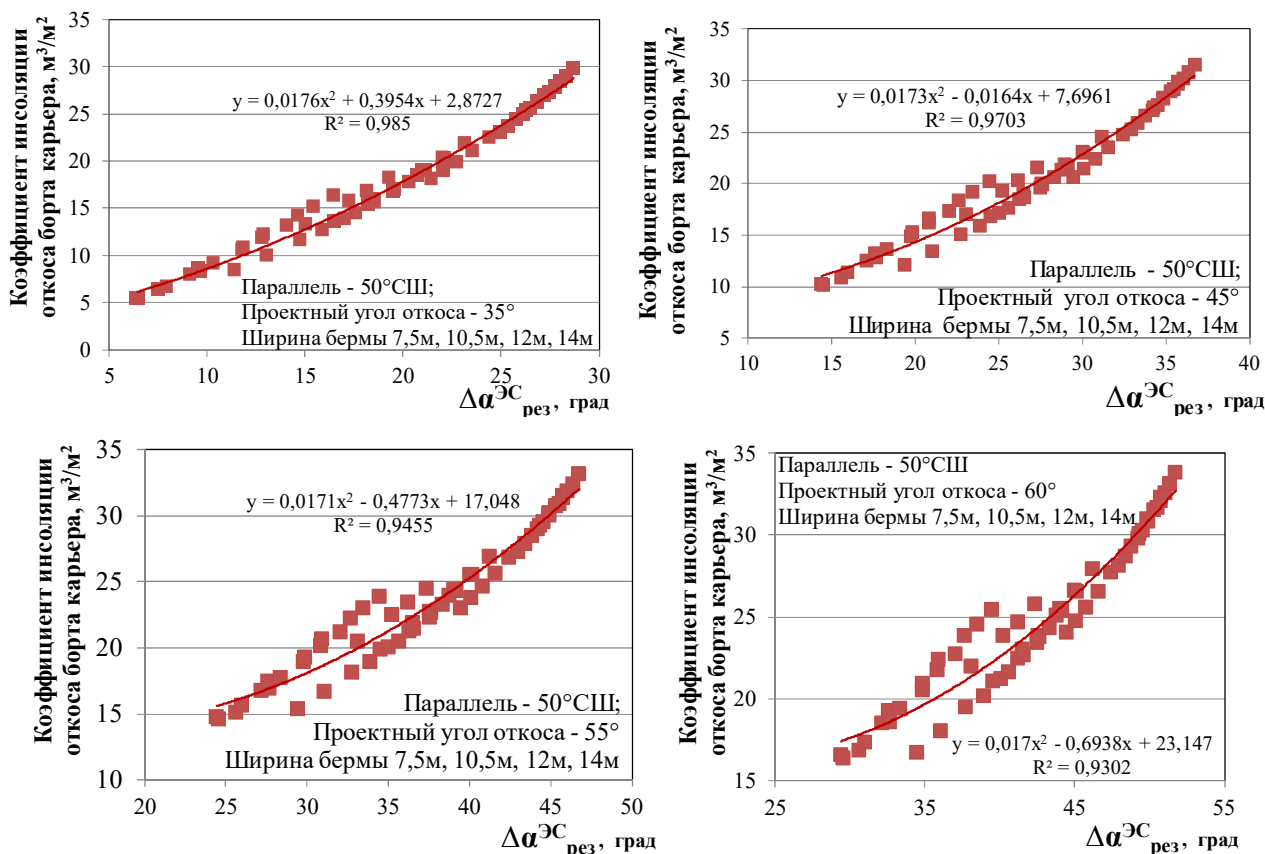 Коэффициент инсоляции
откоса борта карьера, м³/м²
35
30
25
20
15
10
5
0
y = 0,0176x² + 0,3954x + 2,8727
R² = 0,985
Параллель - 50°СШ;
Проектный угол откоса - 35°
Ширина бермы 7,5м, 10,5м, 12м, 14м
5 10 15 20 25 30
Δα^ЭС_рез, град
Коэффициент инсоляции
откоса борта карьера, м³/м²
35
30
25
20
15
10
5
y = 0,0173x² - 0,0164x + 7,6961
R² = 0,9703
Параллель - 50°СШ;
Проектный угол откоса - 45°
Ширина бермы 7,5м, 10,5м, 12м, 14м
10 15 20 25 30 35 40
Δα^ЭС_рез, град
Коэффициент инсоляции
откоса борта карьера, м³/м²
35
30
25
20
15
10
y = 0,0171x² - 0,4773x + 17,048
R² = 0,9455
Параллель - 50°СШ;
Проектный угол откоса - 55°
Ширина бермы 7,5м, 10,5м, 12м, 14м
20 25 30 35 40 45 50
Δα^ЭС_рез, град
Коэффициент инсоляции
откоса борта карьера, м³/м²
35
30
25
20
15
Параллель - 50°СШ
Проектный угол откоса - 60°
Ширина бермы 7,5м, 10,5м, 12м, 14м
y = 0,017x² - 0,6938x + 23,147
R² = 0,9302
25 35 45 55
Δα^ЭС_рез, град